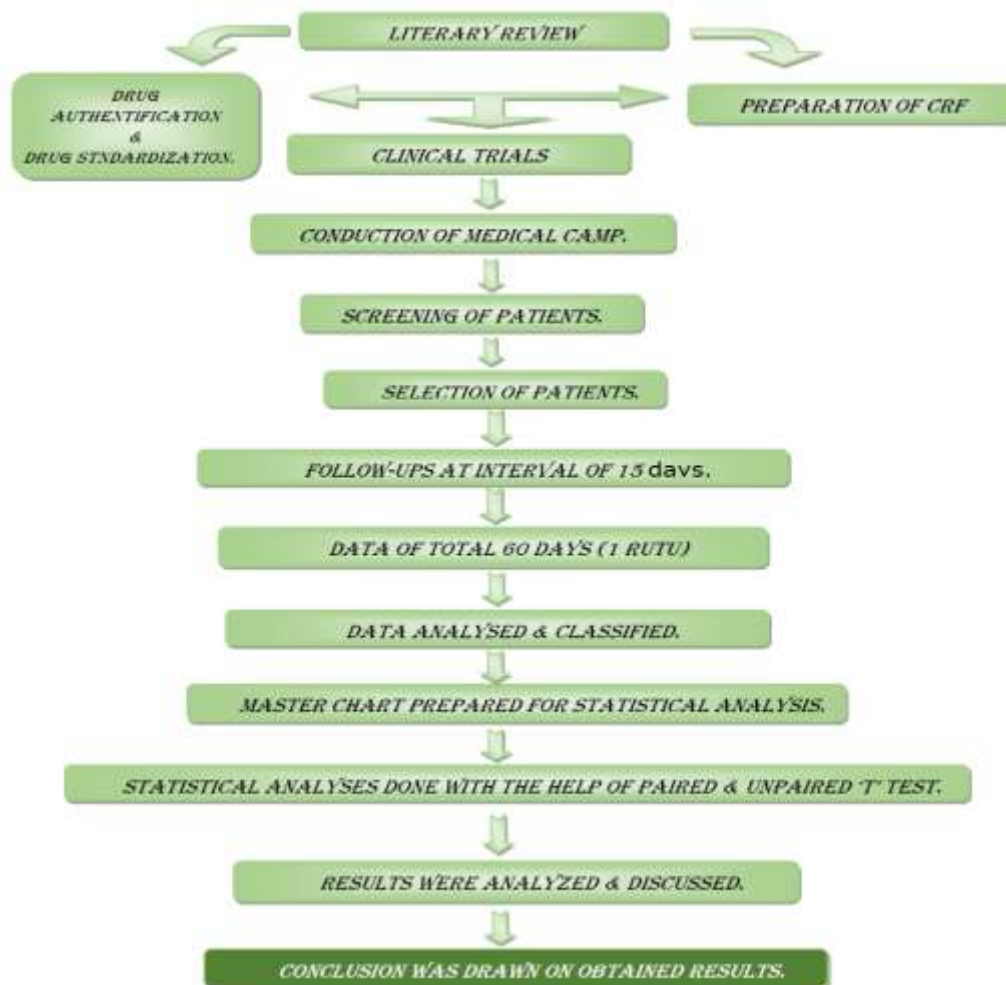 LITERARY REVIEW
DRUG
AUTHENTIFICATION
&
DRUG STNDARDIZATION.
PREPARATION OF CRF
CLINICAL TRIALS
CONDUCTION OF MEDICAL CAMP.
SCREENING OF PATIENTS.
SELECTION OF PATIENTS.
FOLLOW-UPS AT INTERVAL OF 15 days.
DATA OF TOTAL 60 DAYS (1 RUTU)
DATA ANALYSED & CLASSIFIED.
MASTER CHART PREPARED FOR STATISTICAL ANALYSIS.
STATISTICAL ANALYSES DONE WITH THE HELP OF PAIRED & UNPAIRED 'T' TEST.
RESULTS WERE ANALYZED & DISCUSSED.
CONCLUSION WAS DRAWN ON OBTAINED RESULTS.